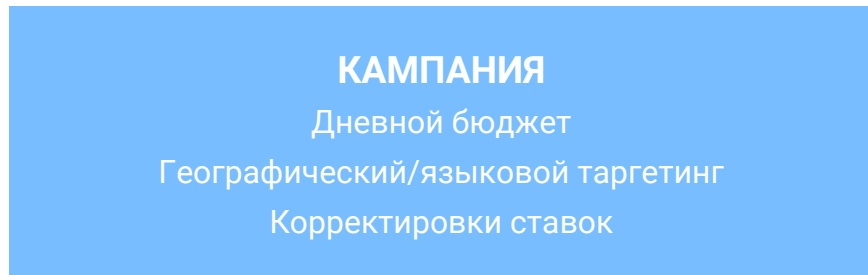 КАМПАНИЯ
Дневной бюджет
Географический/языковой таргетинг
Корректировки ставок